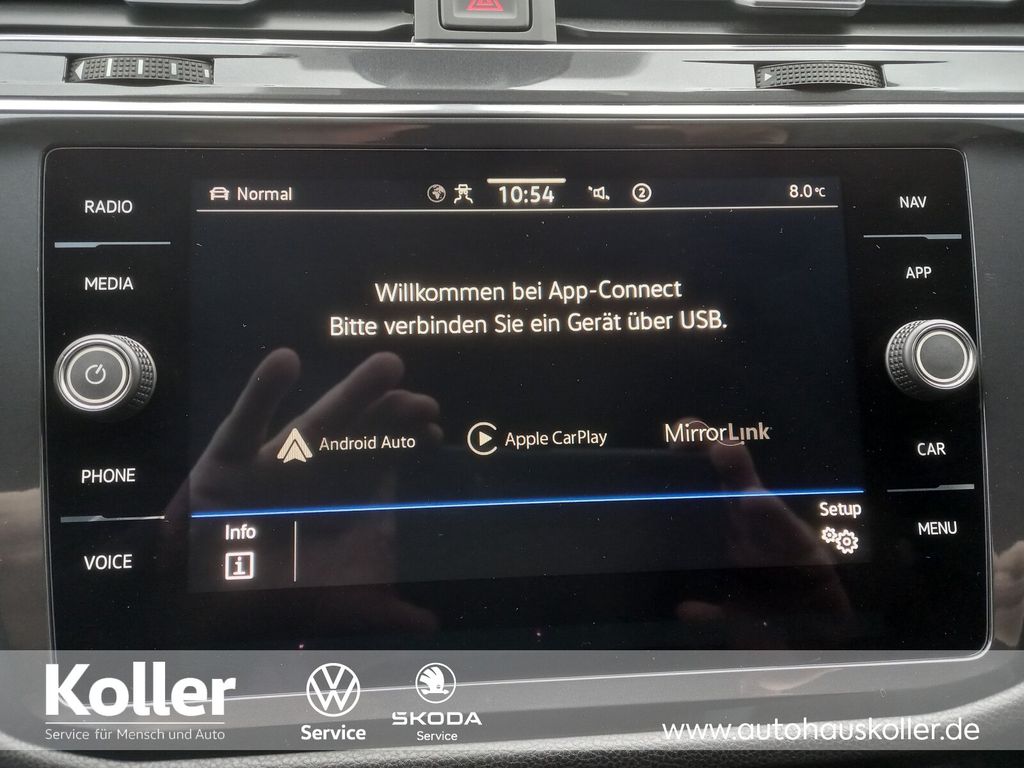 RADIO
MEDIA
PHONE
VOICE
Normal
10:54
2
8.0°C
Willkommen bei App-Connect
Bitte verbinden Sie ein Gerät über USB.
Android Auto
Apple CarPlay
MirrorLink
Info
i
Setup
NAV
APP
CAR
MENU
Koller
Service für Mensch und Auto
Service
SKODA
Service
www.autohauskoller.de